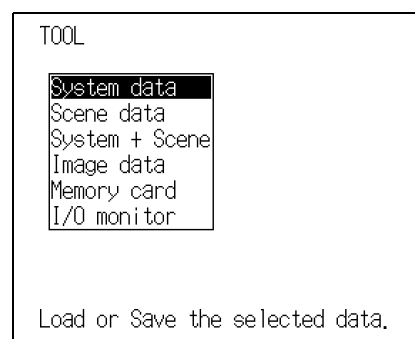 TOOL
System data
Scene data
System + Scene
Image data
Memory card
I/O monitor
Load or Save the selected data.